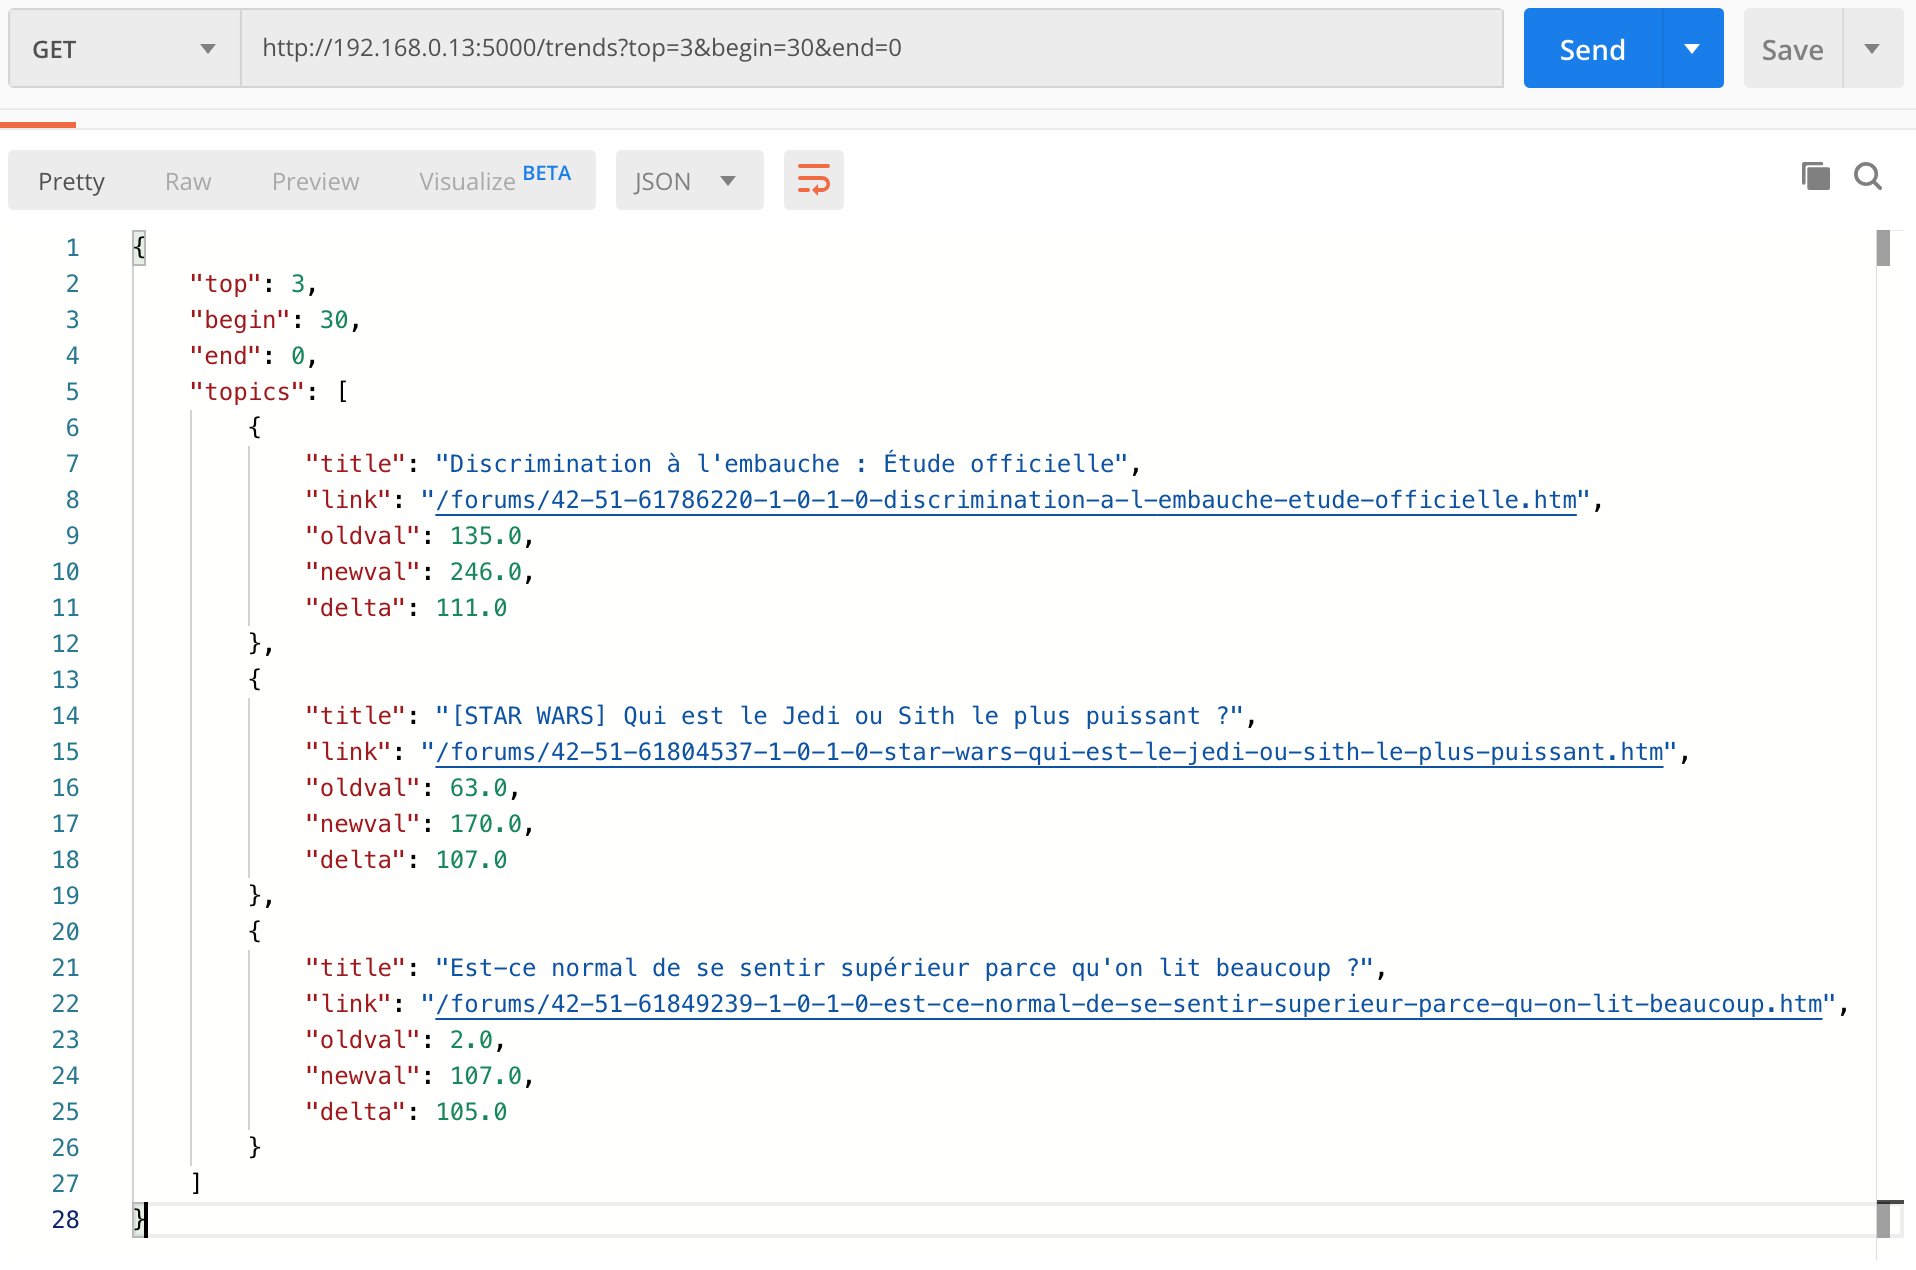 GET http://192.168.0.13:5000/trends?top=3&begin=30&end=0 Send Save
Pretty Raw Preview Visualize BETA JSON
1 {
2 "top": 3,
3 "begin": 30,
4 "end": 0,
5 "topics": [
6 {
7 "title": "Discrimination à l'embauche : Étude officielle",
8 "link": "/forums/42-51-61786220-1-0-1-0-discrimination-a-l-embauche-etude-officielle.htm",
9 "oldval": 135.0,
10 "newval": 246.0,
11 "delta": 111.0
12 },
13 {
14 "title": "[STAR WARS] Qui est le Jedi ou Sith le plus puissant ?",
15 "link": "/forums/42-51-61804537-1-0-1-0-star-wars-qui-est-le-jedi-ou-sith-le-plus-puissant.htm",
16 "oldval": 63.0,
17 "newval": 170.0,
18 "delta": 107.0
19 },
20 {
21 "title": "Est-ce normal de se sentir supérieur parce qu'on lit beaucoup ?",
22 "link": "/forums/42-51-61849239-1-0-1-0-est-ce-normal-de-se-sentir-superieur-parce-qu-on-lit-beaucoup.htm",
23 "oldval": 2.0,
24 "newval": 107.0,
25 "delta": 105.0
26 }
27 ]
28 }